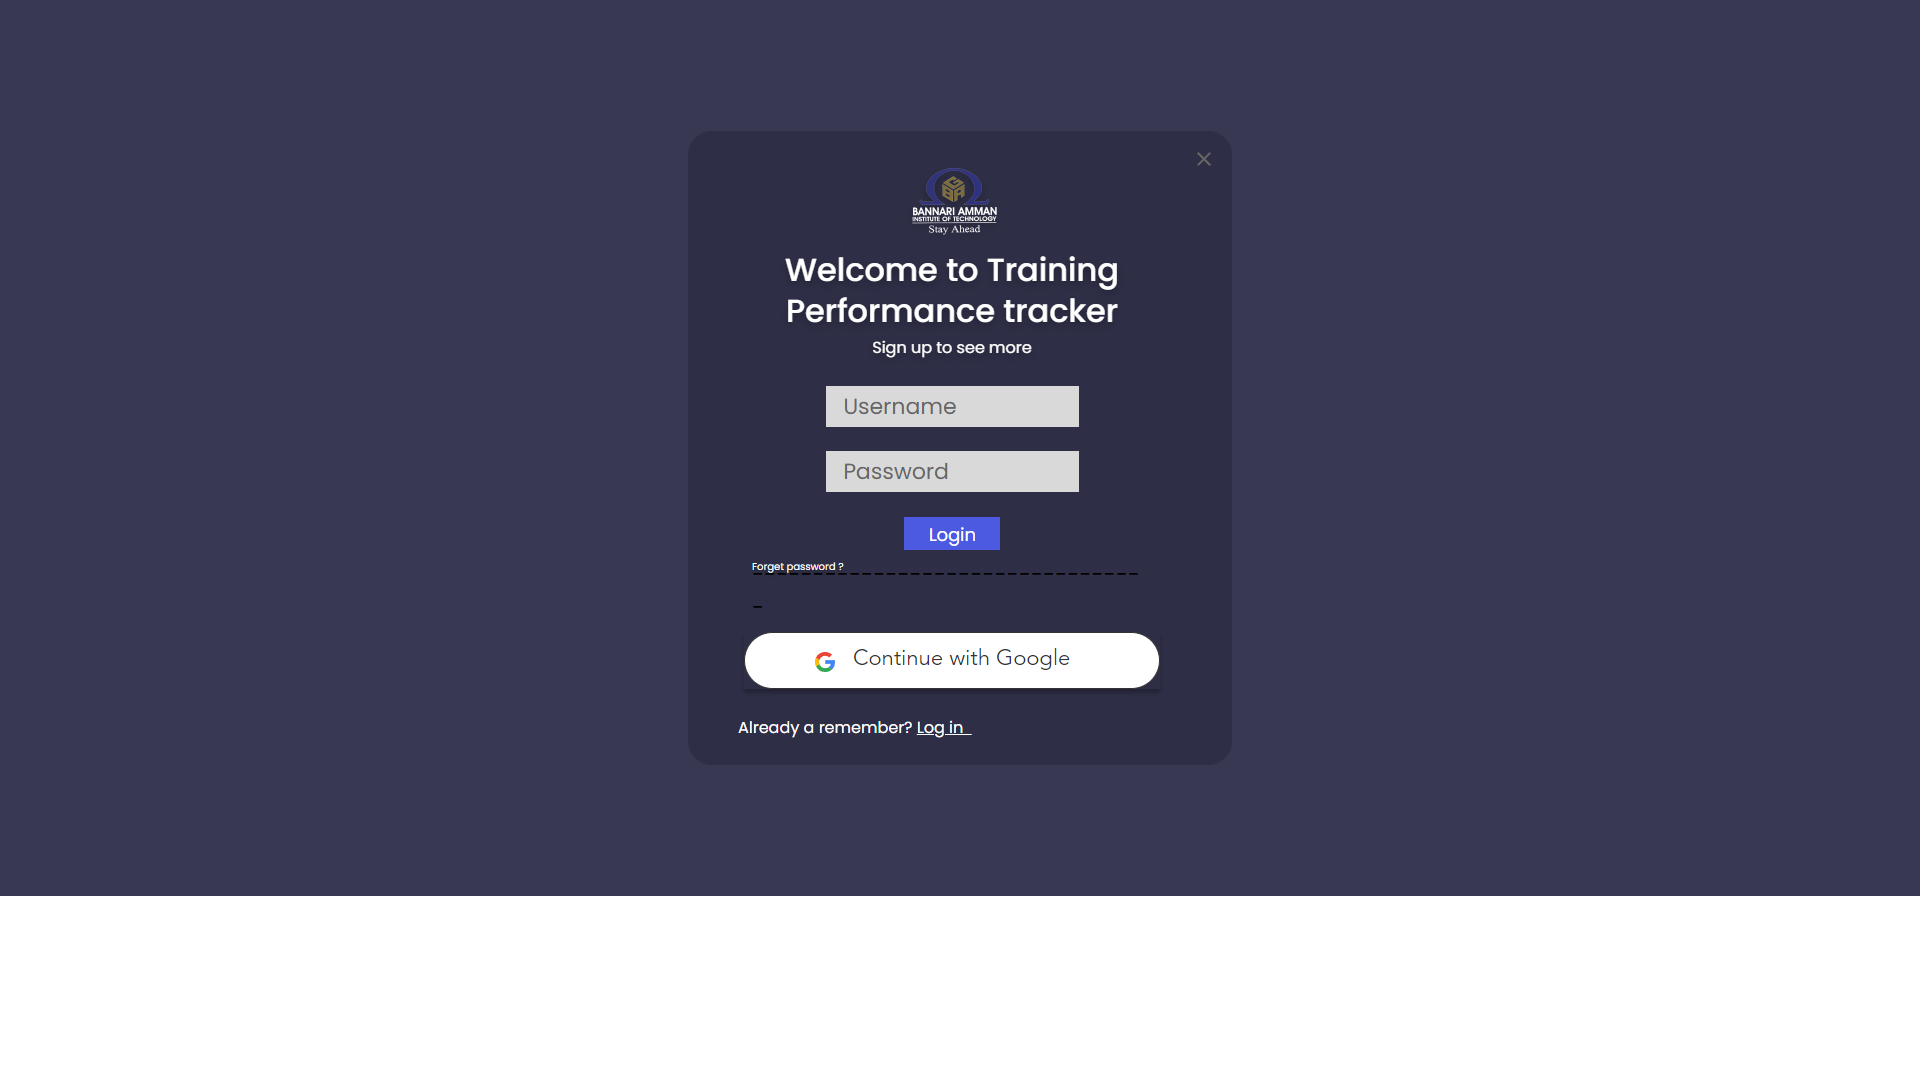 BANNARI AMMAN
INSTITUTE OF TECHNOLOGY
Stay Ahead
Welcome to Training
Performance tracker
Sign up to see more
Username
Password
Login
Forget password ?
Continue with Google
Already a remember? Log in